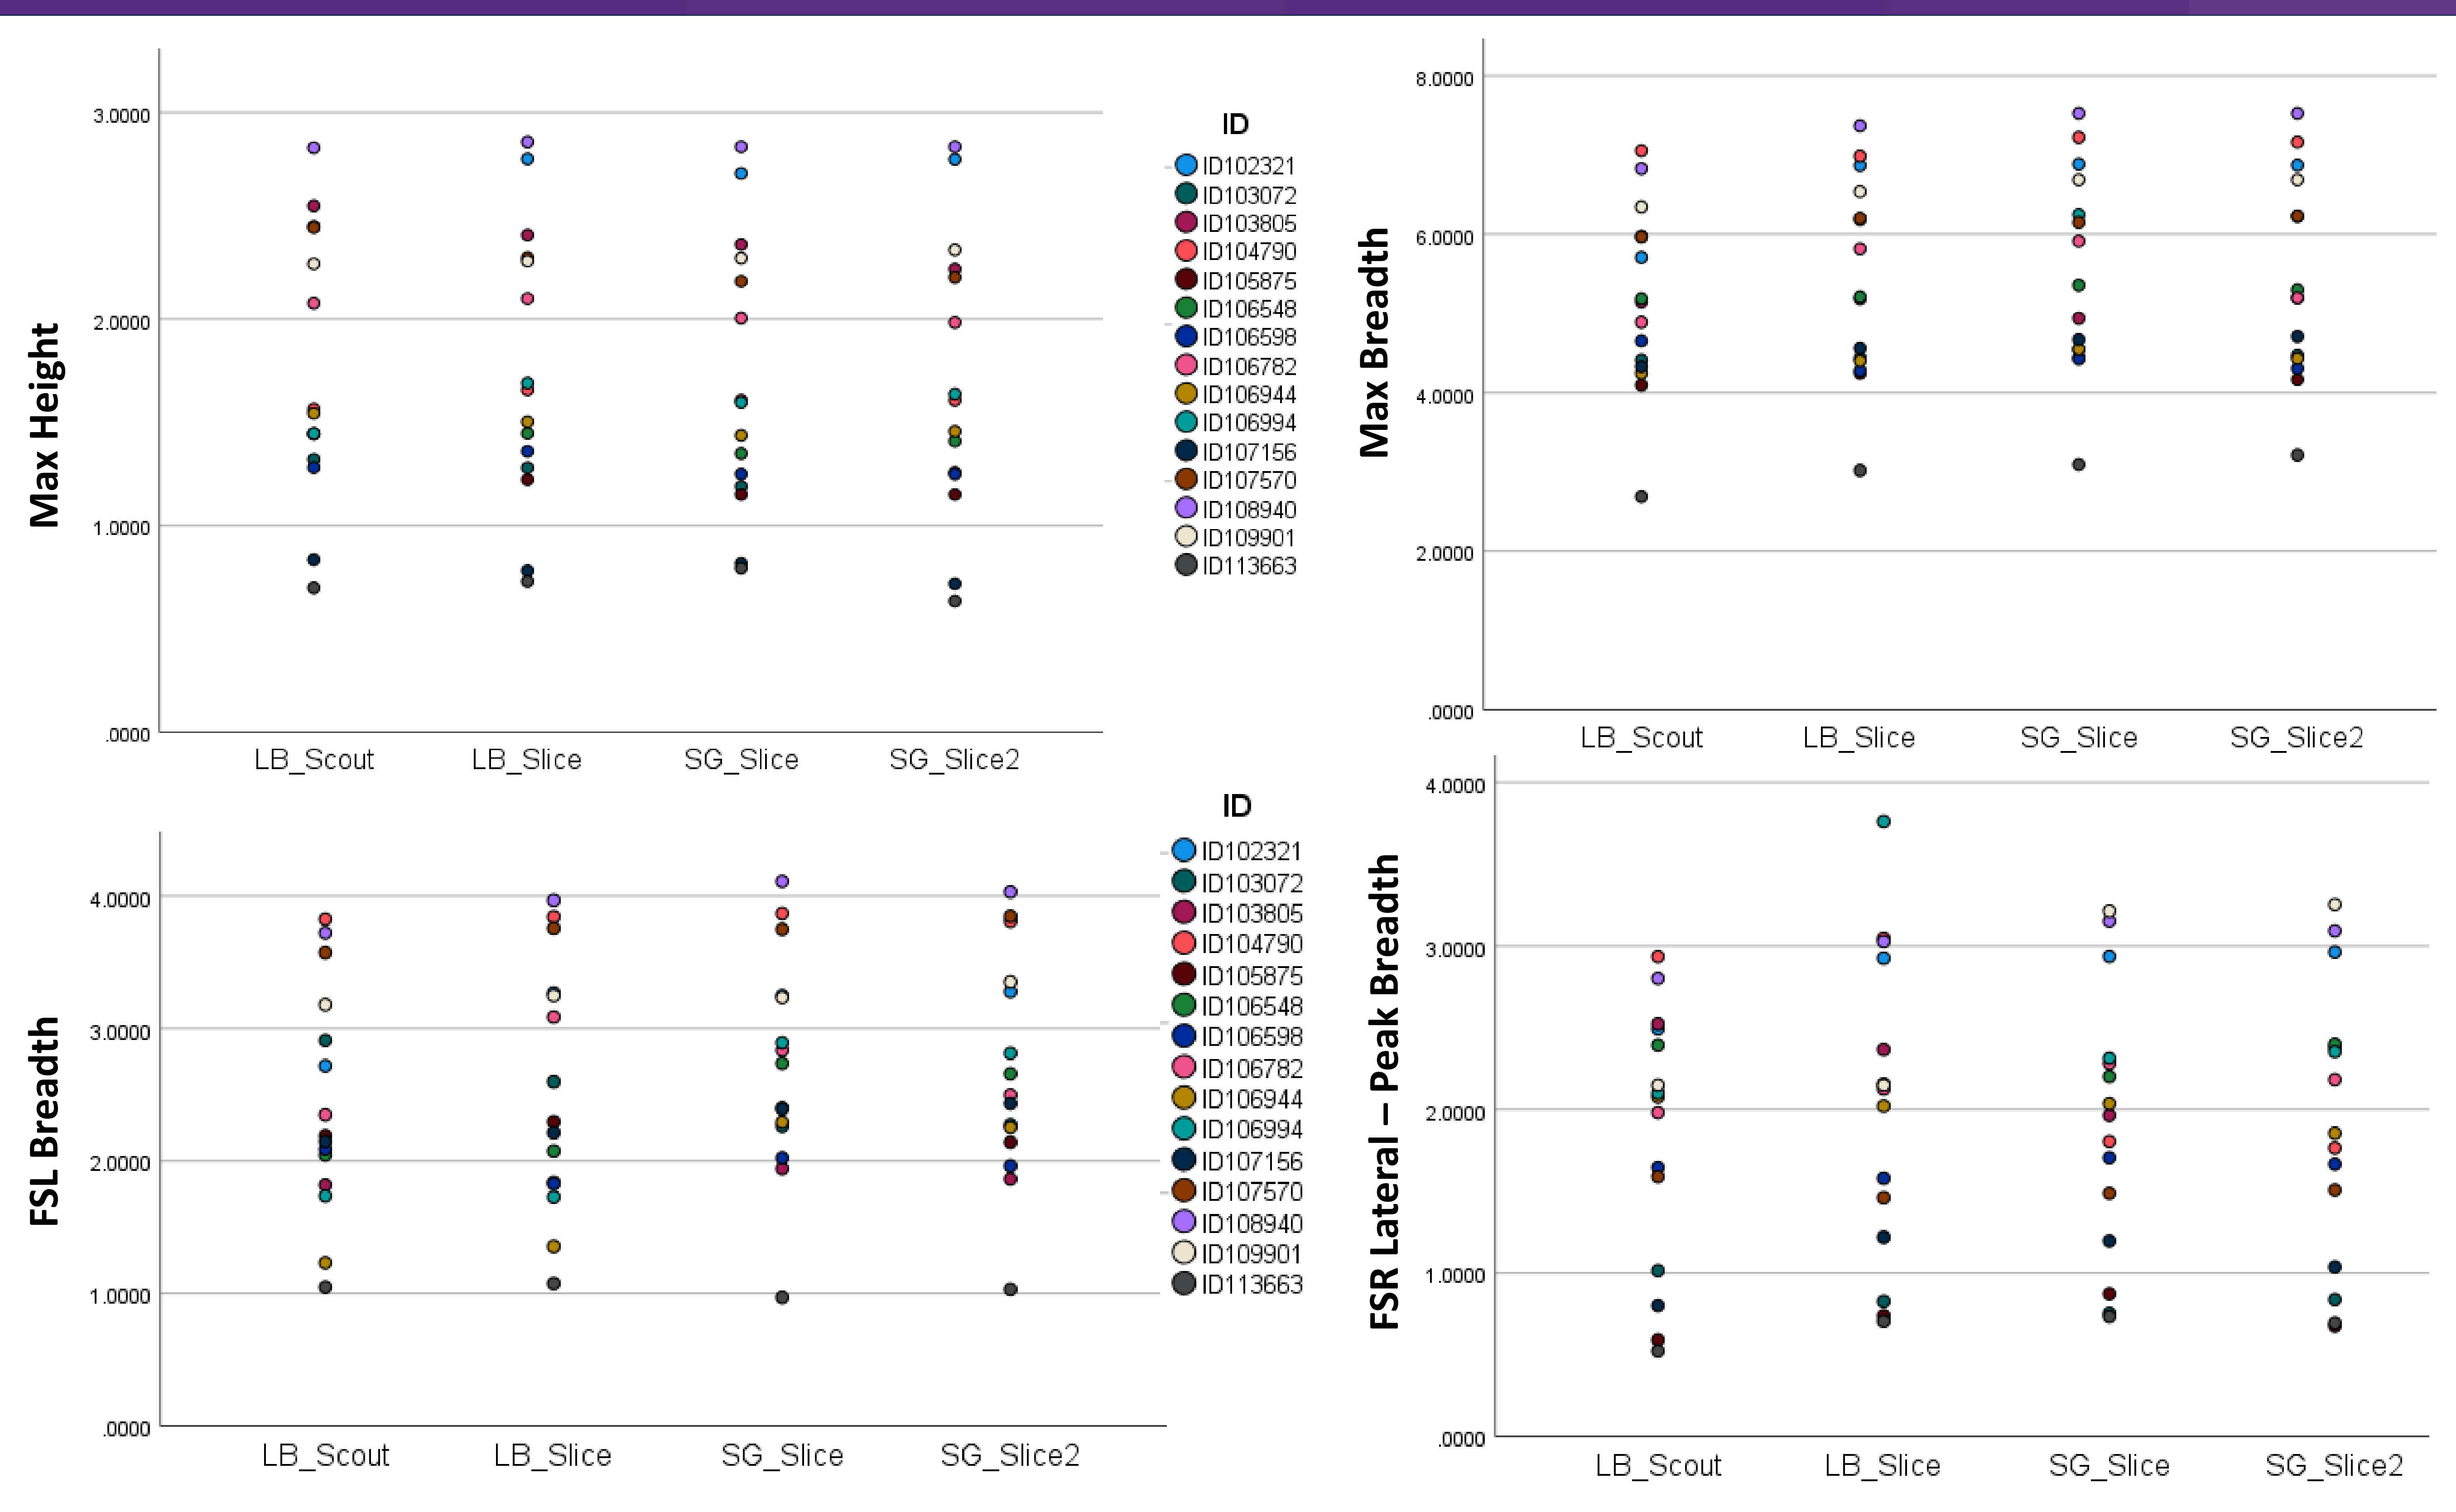 Max Height
3.0000
2.0000
1.0000
.0000
LB_Scout LB_Slice SG_Slice SG_Slice2
ID
ID102321
ID103072
ID103805
ID104790
ID105875
ID106548
ID106598
ID106782
ID106944
ID106994
ID107156
ID107570
ID108940
ID109901
ID113663
Max Breadth
8.0000
6.0000
4.0000
2.0000
.0000
LB_Scout LB_Slice SG_Slice SG_Slice2
FSL Breadth
4.0000
3.0000
2.0000
1.0000
.0000
LB_Scout LB_Slice SG_Slice SG_Slice2
ID
ID102321
ID103072
ID103805
ID104790
ID105875
ID106548
ID106598
ID106782
ID106944
ID106994
ID107156
ID107570
ID108940
ID109901
ID113663
FSR Lateral – Peak Breadth
4.0000
3.0000
2.0000
1.0000
.0000
LB_Scout LB_Slice SG_Slice SG_Slice2